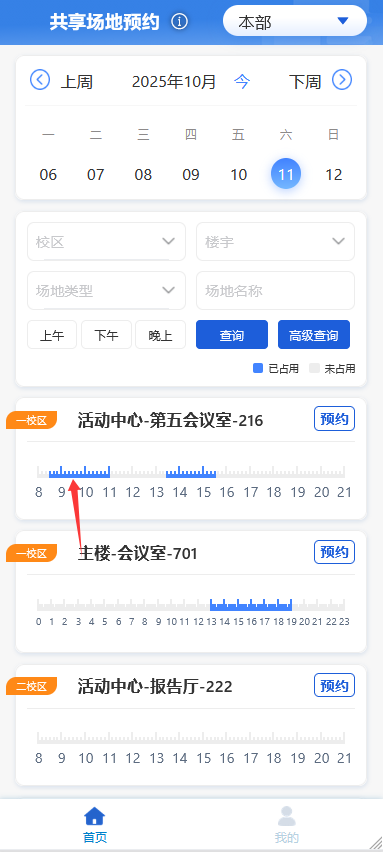 共享场地预约 i 本部
上周 2025年10月 今 下周
一 二 三 四 五 六 日
06 07 08 09 10 11 12
校区 楼宇
场地类型 场地名称
上午 下午 晚上 查询 高级查询
已占用 未占用
一校区 活动中心-第五会议室-216 预约
8 9 10 11 12 13 14 15 16 17 18 19 20 21
一校区 主楼-会议室-701 预约
0 1 2 3 4 5 6 7 8 9 10 11 12 13 14 15 16 17 18 19 20 21 22 23
二校区 活动中心-报告厅-222 预约
8 9 10 11 12 13 14 15 16 17 18 19 20 21
首页 我的